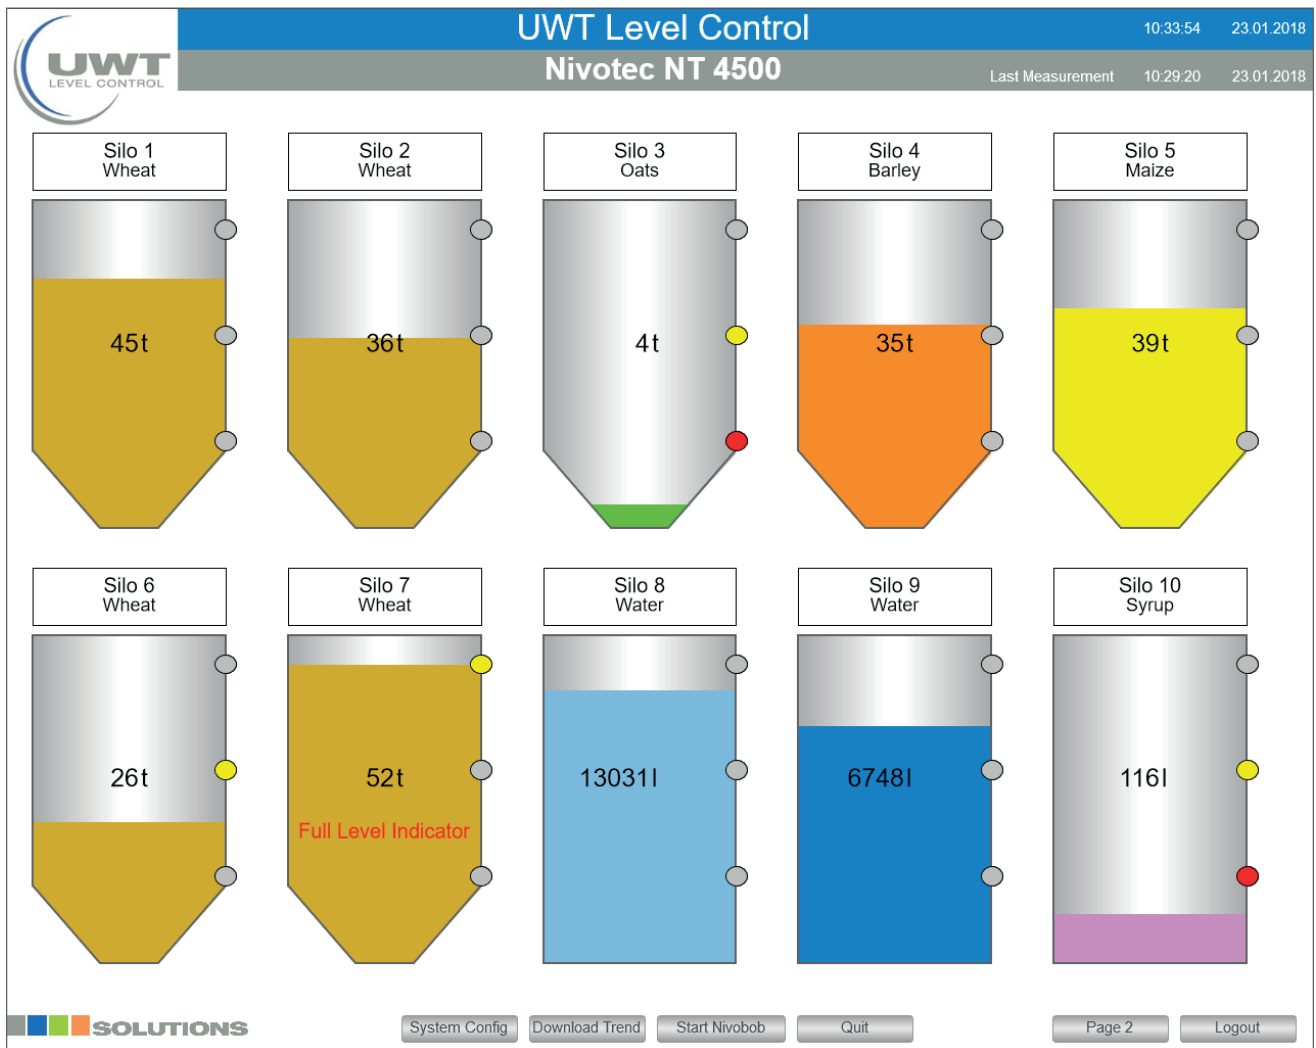 UWT
LEVEL CONTROL
UWT Level Control
10:33:54 23.01.2018
Nivotec NT 4500
Last Measurement 10:29:20 23.01.2018
Silo 1
Wheat
Silo 2
Wheat
Silo 3
Oats
Silo 4
Barley
Silo 5
Maize
45t
36t
4t
35t
39t
Silo 6
Wheat
Silo 7
Wheat
Silo 8
Water
Silo 9
Water
Silo 10
Syrup
26t
52t
Full Level Indicator
13031l
6748l
116l
SOLUTIONS
System Config
Download Trend
Start Nivobob
Quit
Page 2
Logout